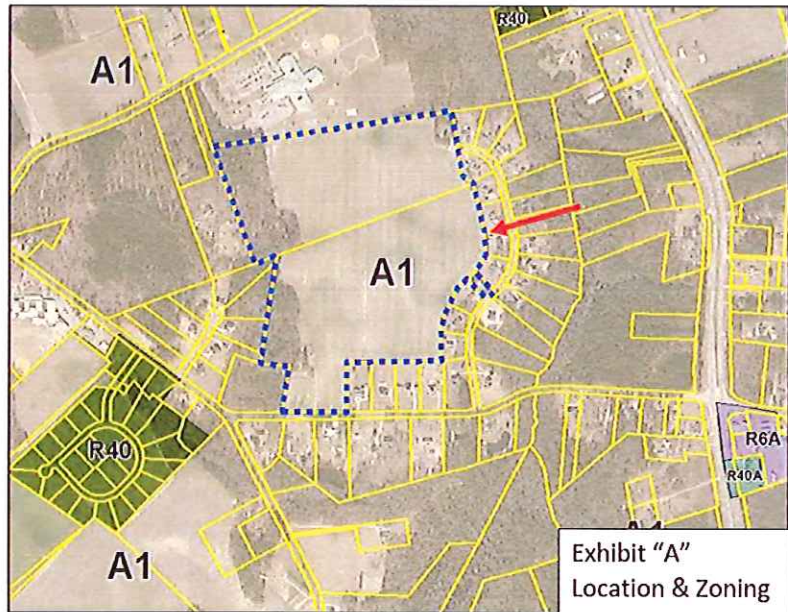 R40
A1
A1
R40
R6A
R40A
A1
Exhibit "A"
Location & Zoning